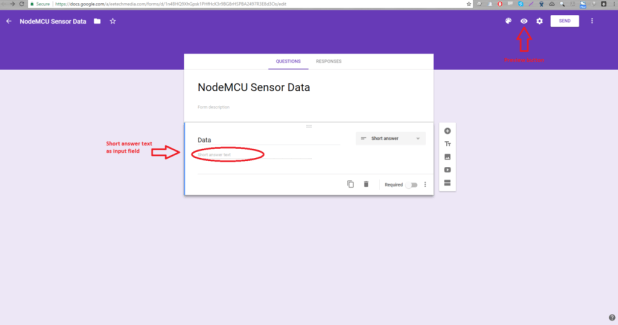 Secure
NodeMCU Sensor Data
SEND
QUESTIONS
RESPONSES
NodeMCU Sensor Data
Form description
Data
Short answer
Short answer text
Short answer text
as input field
Required